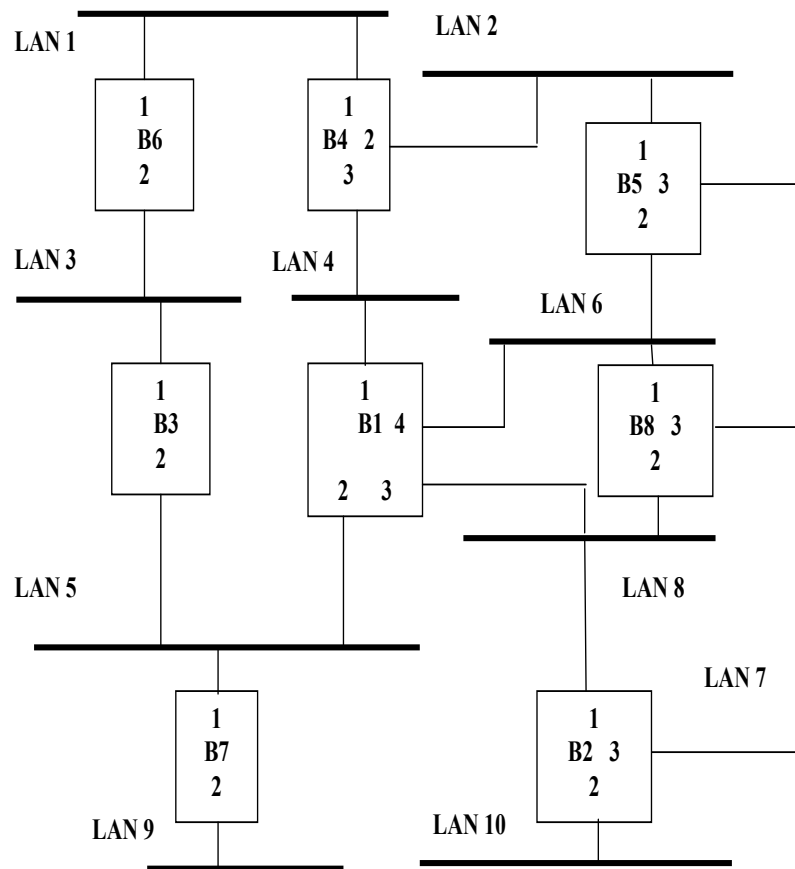 LAN 1
LAN 2
1
B6
2
1
B4 2
3
1
B5 3
2
LAN 3
LAN 4
LAN 6
1
B3
2
1
B1 4
2 3
1
B8 3
2
LAN 5
LAN 8
LAN 7
1
B7
2
1
B2 3
2
LAN 9
LAN 10